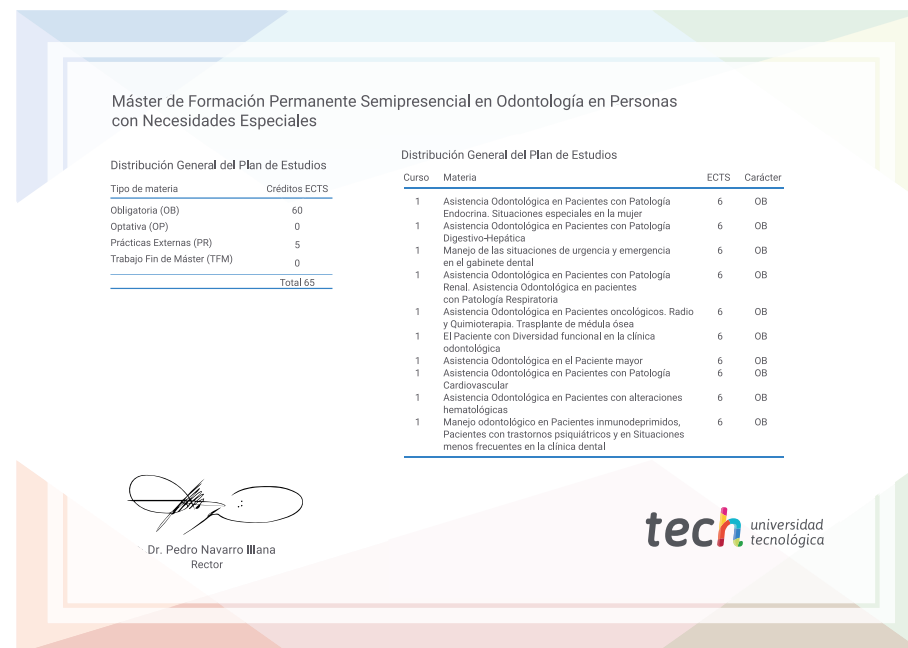 Máster de Formación Permanente Semipresencial en Odontología en Personas
con Necesidades Especiales
Distribución General del Plan de Estudios
Tipo de materia Créditos ECTS
Obligatoria (OB) 60
Optativa (OP) 0
Prácticas Externas (PR) 5
Trabajo Fin de Máster (TFM) 0
Total 65
Distribución General del Plan de Estudios
Curso Materia ECTS Carácter
1 Asistencia Odontológica en Pacientes con Patología 6 OB
Endocrina. Situaciones especiales en la mujer
1 Asistencia Odontológica en Pacientes con Patología 6 OB
Digestivo-Hepática
1 Manejo de las situaciones de urgencia y emergencia 6 OB
en el gabinete dental
1 Asistencia Odontológica en Pacientes con Patología 6 OB
Renal. Asistencia Odontológica en pacientes
con Patología Respiratoria
1 Asistencia Odontológica en Pacientes oncológicos. Radio 6 OB
y Quimioterapia. Trasplante de médula ósea
1 El Paciente con Diversidad funcional en la clínica 6 OB
odontológica
1 Asistencia Odontológica en el Paciente mayor 6 OB
1 Asistencia Odontológica en Pacientes con Patología 6 OB
Cardiovascular
1 Asistencia Odontológica en Pacientes con alteraciones 6 OB
hematológicas
1 Manejo odontológico en Pacientes inmunodeprimidos, 6 OB
Pacientes con trastornos psiquiátricos y en Situaciones
menos frecuentes en la clínica dental
Dr. Pedro Navarro Illana
Rector
tech universidad
tecnológica